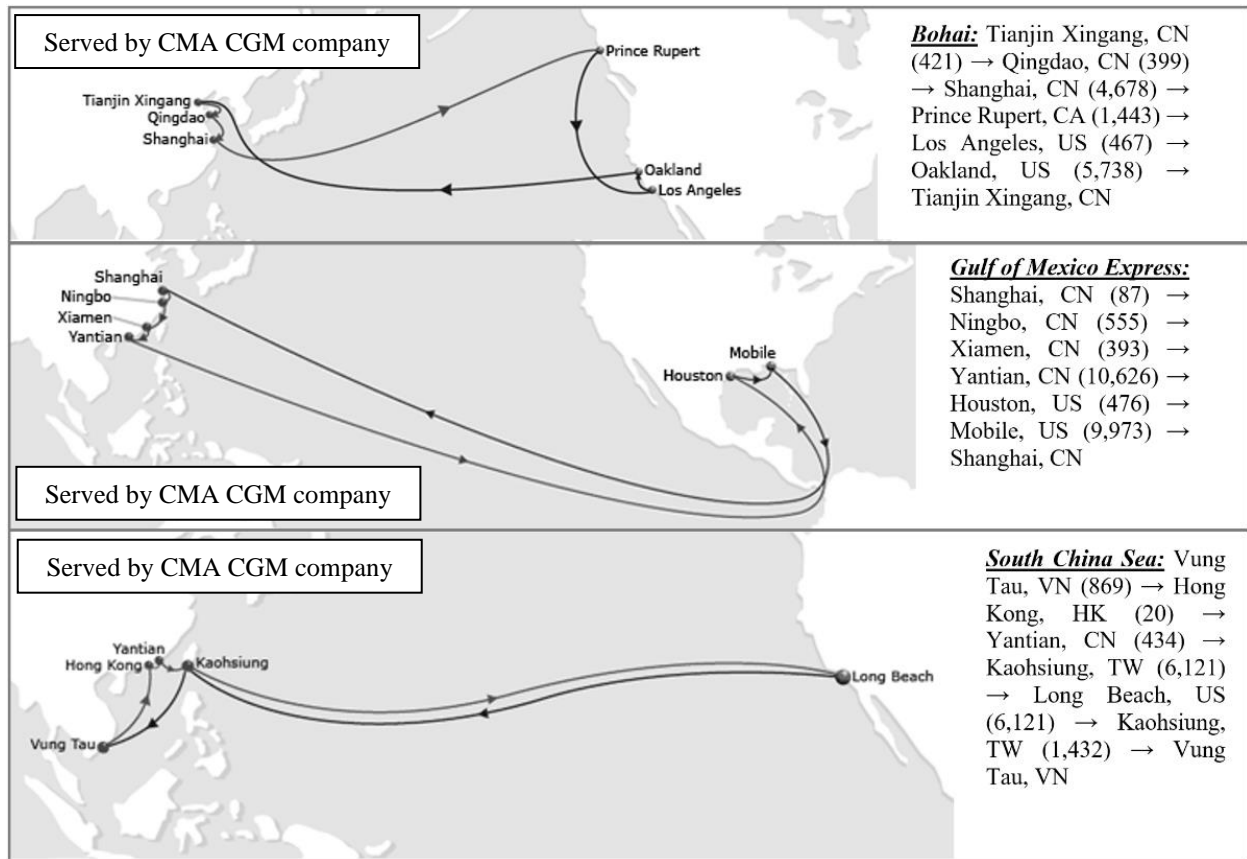 Served by CMA CGM company
Prince Rupert
Tianjin Xingang
Qingdao
Shanghai
Oakland
Los Angeles
Bohai: Tianjin Xingang, CN
(421) → Qingdao, CN (399)
→ Shanghai, CN (4,678) →
Prince Rupert, CA (1,443) →
Los Angeles, US (467) →
Oakland, US (5,738) →
Tianjin Xingang, CN
Shanghai
Ningbo
Xiamen
Yantian
Mobile
Houston
Served by CMA CGM company
Gulf of Mexico Express:
Shanghai, CN (87) →
Ningbo, CN (555) →
Xiamen, CN (393) →
Yantian, CN (10,626) →
Houston, US (476) →
Mobile, US (9,973) →
Shanghai, CN
Served by CMA CGM company
Yantian
Hong Kong
Kaohsiung
Vung Tau
Long Beach
South China Sea: Vung
Tau, VN (869) → Hong
Kong, HK (20) →
Yantian, CN (434) →
Kaohsiung, TW (6,121)
→ Long Beach, US
(6,121) → Kaohsiung,
TW (1,432) → Vung
Tau, VN